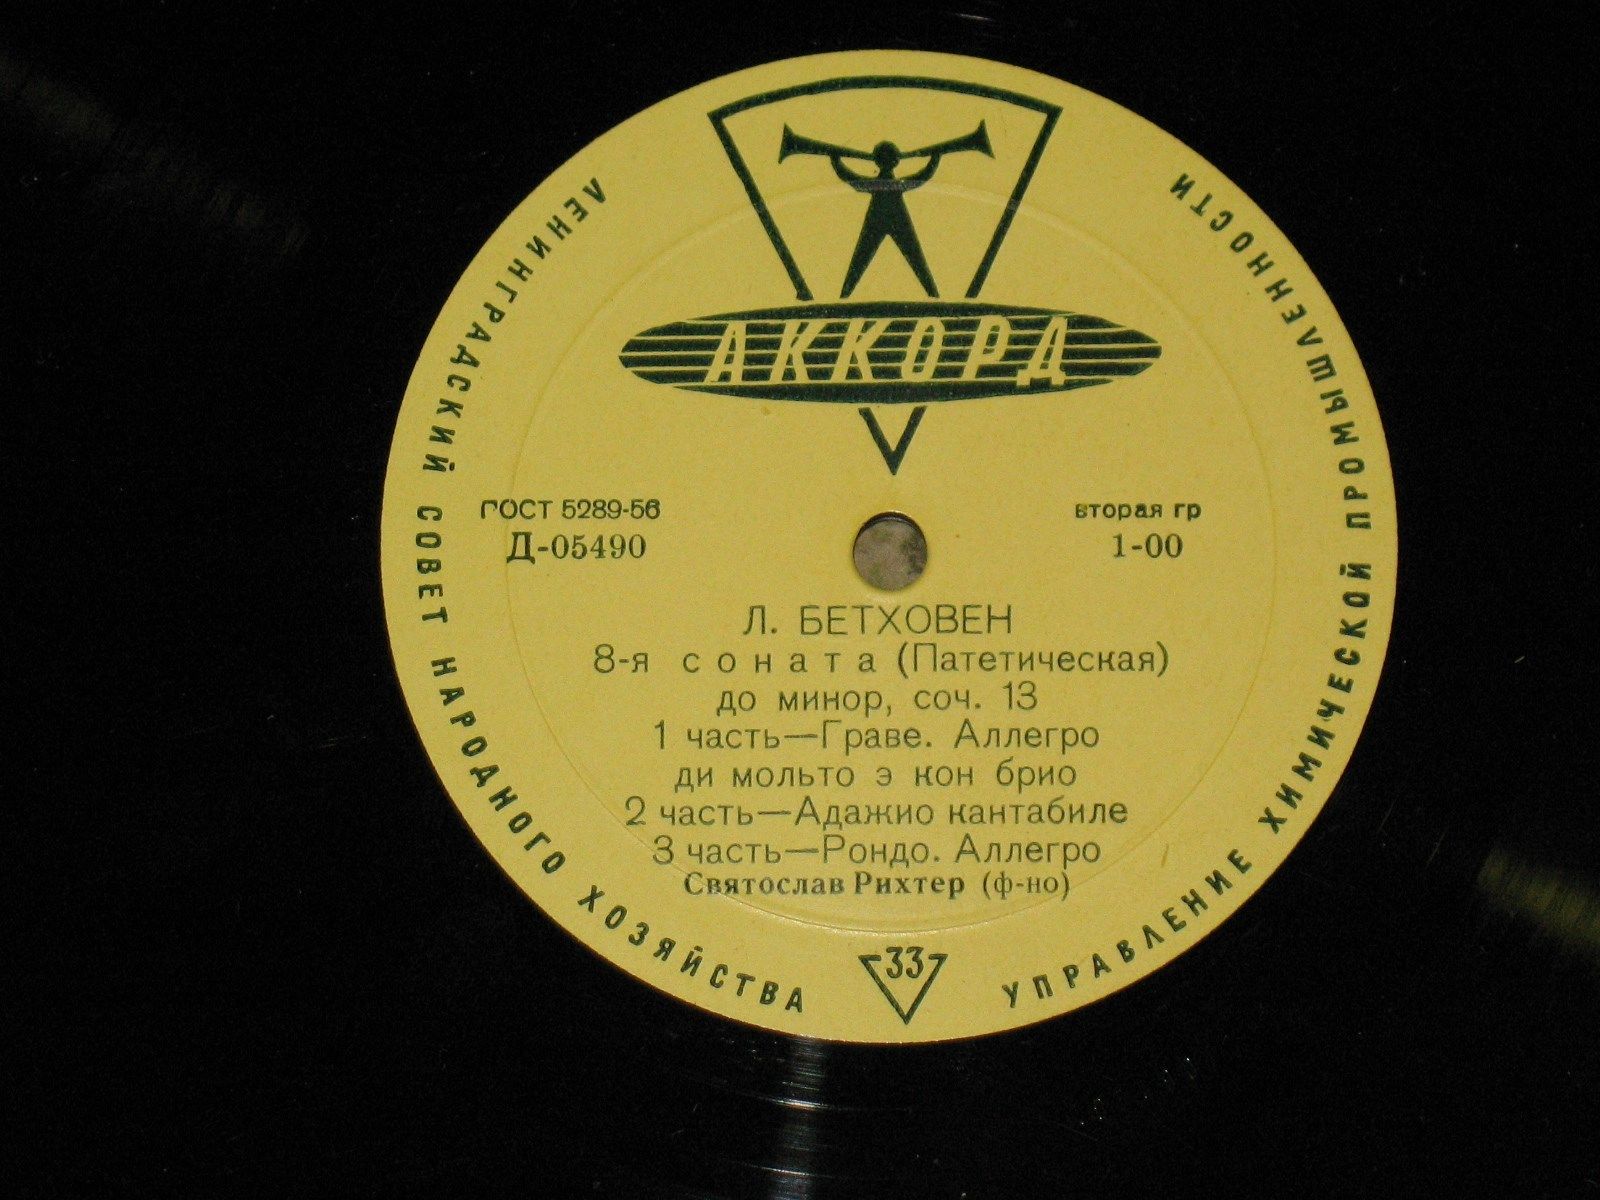 АККОРД
ЛЕНИНГРАДСКИЙ СОВЕТ НАРОДНОГО ХОЗЯЙСТВА
УПРАВЛЕНИЕ ХИМИЧЕСКОЙ ПРОМЫШЛЕННОСТИ
ГОСТ 5289-56
Д-05490
вторая гр
1-00
Л. БЕТХОВЕН
8-я соната (Патетическая)
до минор, соч. 13
1 часть—Граве. Аллегро
ди мольто э кон брио
2 часть—Адажио кантабиле
3 часть—Рондо. Аллегро
Святослав Рихтер (ф-но)
33